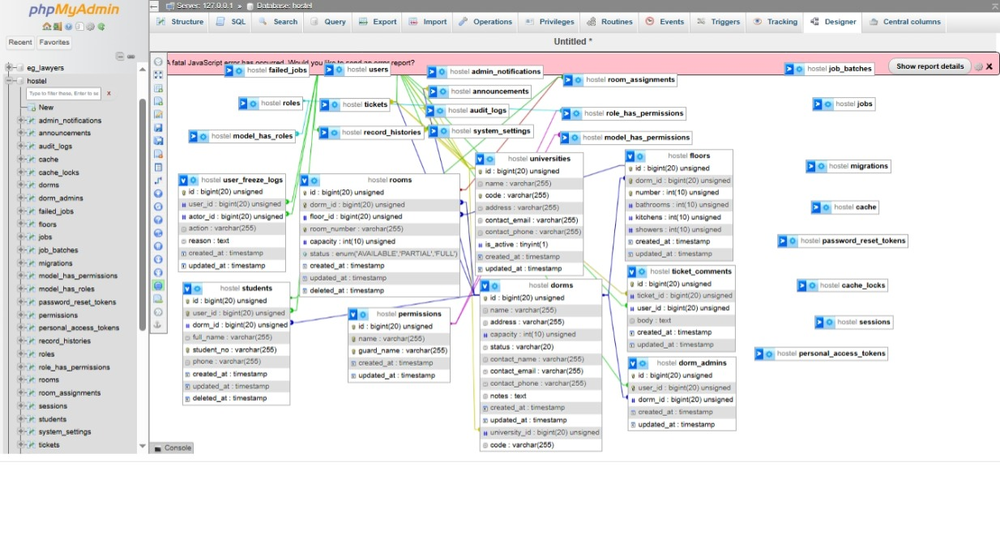 phpMyAdmin
Recent Favorites
eg_lawyers
hostel
Type to filter these, Enter to se X
New
admin_notifications
announcements
audit_logs
cache
cache_locks
dorms
dorm_admins
failed_jobs
floors
jobs
job_batches
migrations
model_has_permissions
model_has_roles
password_reset_tokens
permissions
personal_access_tokens
record_histories
roles
role_has_permissions
rooms
room_assignments
sessions
students
system_settings
tickets
Server: 127.0.0.1 » Database: hostel
Structure SQL Search Query Export Import Operations Privileges Routines Events Triggers Tracking Designer Central columns
Untitled *
A fatal JavaScript error has occurred. Would you like to send an error report?
Show report details
hostel failed_jobs
hostel users
hostel admin_notifications
hostel room_assignments
hostel job_batches
hostel announcements
hostel roles
hostel tickets
hostel audit_logs
hostel role_has_permissions
hostel jobs
hostel model_has_roles
hostel record_histories
hostel system_settings
hostel model_has_permissions
hostel migrations
hostel cache
hostel password_reset_tokens
hostel cache_locks
hostel sessions
hostel personal_access_tokens
hostel user_freeze_logs
id : bigint(20) unsigned
user_id : bigint(20) unsigned
actor_id : bigint(20) unsigned
action : varchar(255)
reason : text
created_at : timestamp
updated_at : timestamp
hostel rooms
id : bigint(20) unsigned
dorm_id : bigint(20) unsigned
floor_id : bigint(20) unsigned
room_number : varchar(255)
capacity : int(10) unsigned
status : enum('AVAILABLE','PARTIAL','FULL')
created_at : timestamp
updated_at : timestamp
deleted_at : timestamp
hostel universities
id : bigint(20) unsigned
name : varchar(255)
code : varchar(255)
address : varchar(255)
contact_email : varchar(255)
contact_phone : varchar(255)
is_active : tinyint(1)
created_at : timestamp
updated_at : timestamp
hostel floors
id : bigint(20) unsigned
dorm_id : bigint(20) unsigned
number : int(10) unsigned
bathrooms : int(10) unsigned
kitchens : int(10) unsigned
showers : int(10) unsigned
created_at : timestamp
updated_at : timestamp
hostel students
id : bigint(20) unsigned
user_id : bigint(20) unsigned
dorm_id : bigint(20) unsigned
full_name : varchar(255)
student_no : varchar(255)
phone : varchar(255)
created_at : timestamp
updated_at : timestamp
deleted_at : timestamp
hostel permissions
id : bigint(20) unsigned
name : varchar(255)
guard_name : varchar(255)
created_at : timestamp
updated_at : timestamp
hostel dorms
id : bigint(20) unsigned
name : varchar(255)
address : varchar(255)
capacity : int(10) unsigned
status : varchar(20)
contact_name : varchar(255)
contact_email : varchar(255)
contact_phone : varchar(255)
notes : text
created_at : timestamp
updated_at : timestamp
university_id : bigint(20) unsigned
code : varchar(255)
hostel ticket_comments
id : bigint(20) unsigned
ticket_id : bigint(20) unsigned
user_id : bigint(20) unsigned
body : text
created_at : timestamp
updated_at : timestamp
hostel dorm_admins
id : bigint(20) unsigned
user_id : bigint(20) unsigned
dorm_id : bigint(20) unsigned
created_at : timestamp
updated_at : timestamp
Console